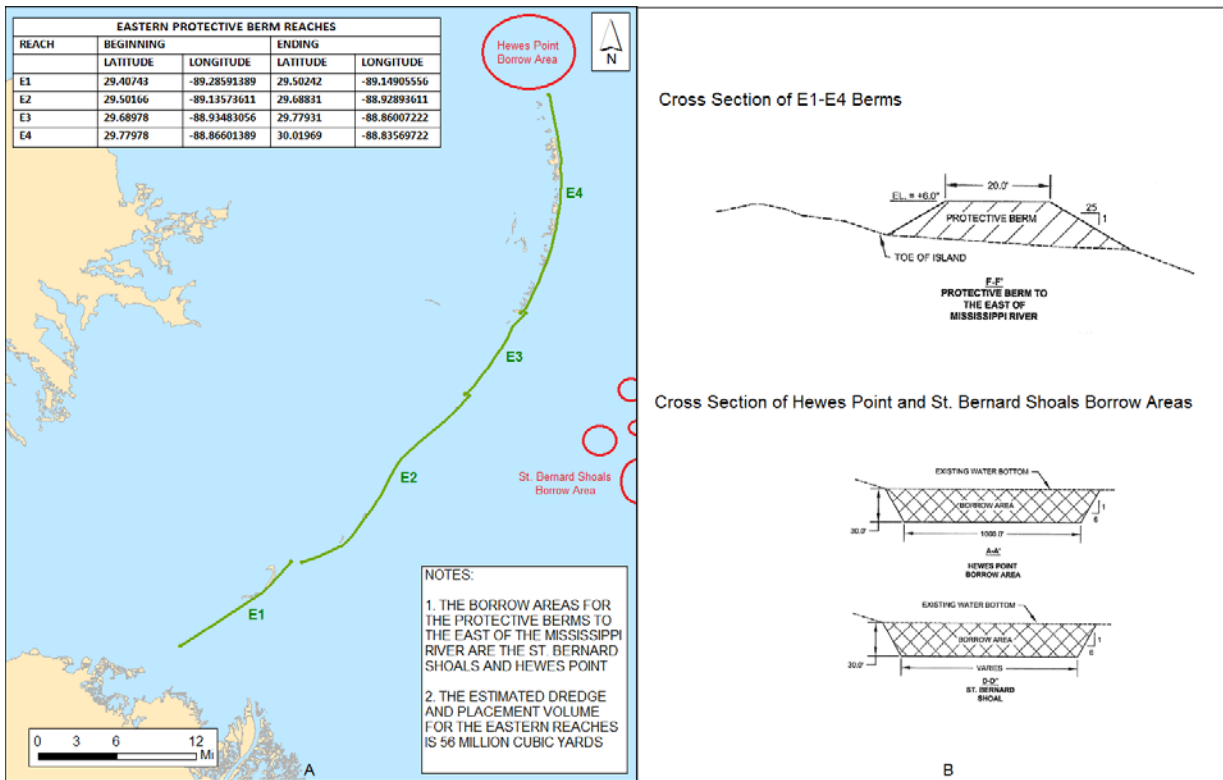 EASTERN PROTECTIVE BERM REACHES
REACH BEGINNING ENDING
LATITUDE LONGITUDE LATITUDE LONGITUDE
E1 29.40743 -89.28591389 29.50242 -89.14905556
E2 29.50166 -89.13573611 29.68831 -88.92893611
E3 29.68978 -88.93483056 29.77931 -88.86007222
E4 29.77978 -88.86601389 30.01969 -88.83569722
Hewes Point
Borrow Area
N
E4
E3
E2
E1
St. Bernard Shoals
Borrow Area
NOTES:
1. THE BORROW AREAS FOR
THE PROTECTIVE BERMS TO
THE EAST OF THE MISSISSIPPI
RIVER ARE THE ST. BERNARD
SHOALS AND HEWES POINT
2. THE ESTIMATED DREDGE
AND PLACEMENT VOLUME
FOR THE EASTERN REACHES
IS 56 MILLION CUBIC YARDS
0 3 6 12
Mi
A
Cross Section of E1-E4 Berms
20.0'
EL. = +6.0'
25
1
PROTECTIVE BERM
TOE OF ISLAND
F-F'
PROTECTIVE BERM TO
THE EAST OF
MISSISSIPPI RIVER
Cross Section of Hewes Point and St. Bernard Shoals Borrow Areas
EXISTING WATER BOTTOM
BORROW AREA
1
6
30.0'
1000.0'
A-A'
HEWES POINT
BORROW AREA
EXISTING WATER BOTTOM
BORROW AREA
1
6
30.0'
VARIES
D-D'
ST. BERNARD
SHOAL
B